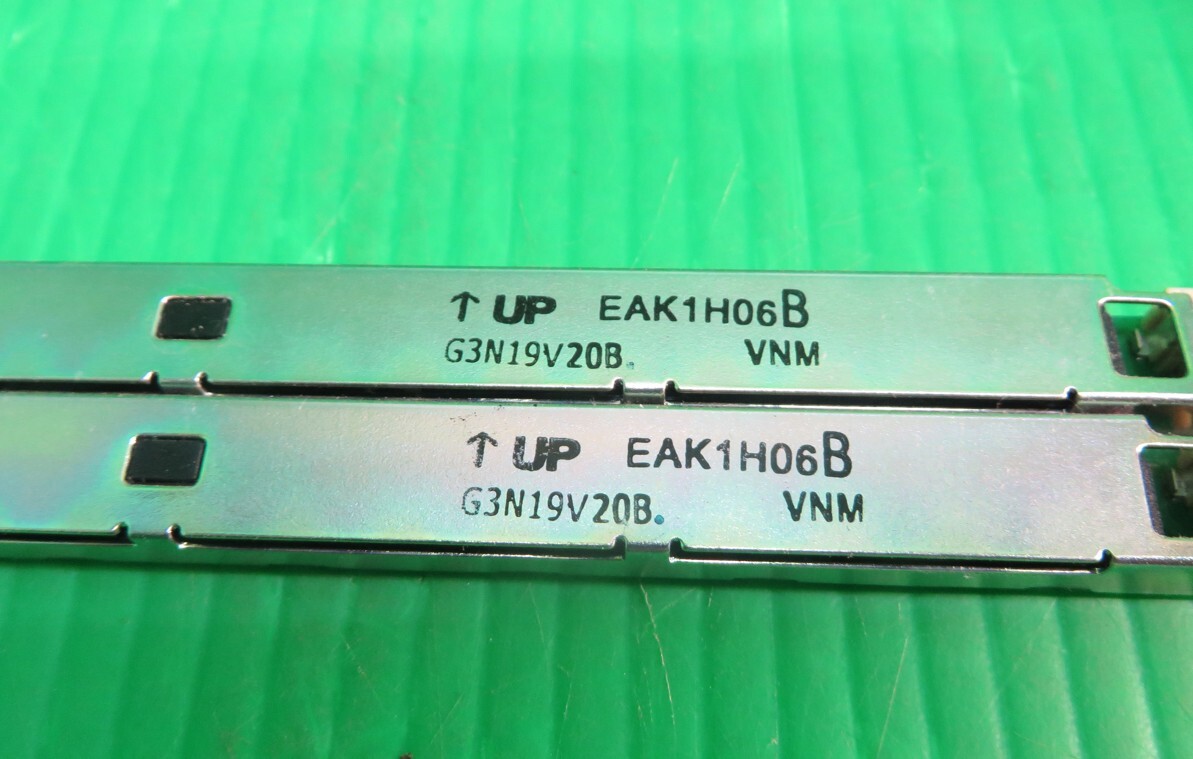 ↑ UP EAK1H06B
G3N19V20B. VNM
↑ UP EAK1H06B
G3N19V20B. VNM